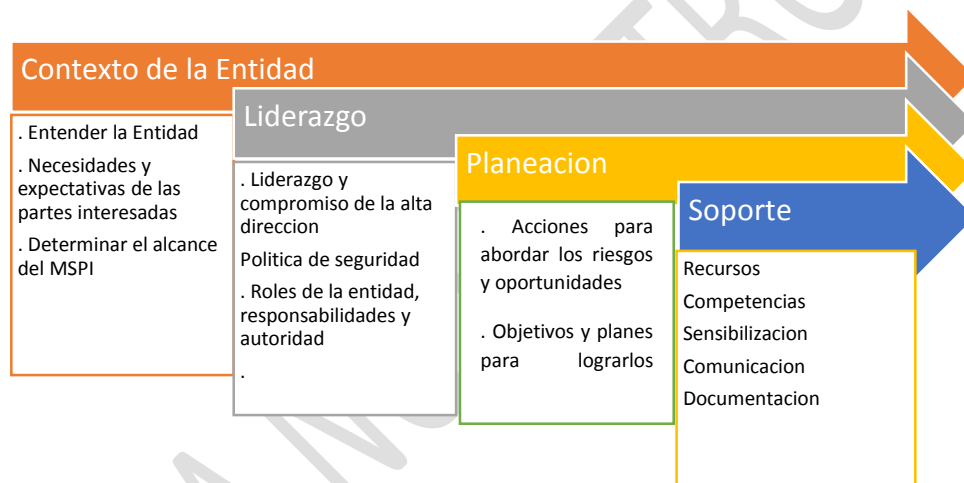 Contexto de la Entidad
. Entender la Entidad
. Necesidades y
expectativas de las
partes interesadas
. Determinar el alcance
del MSPI
Liderazgo
. Liderazgo y
compromiso de la alta
direccion
Politica de seguridad
. Roles de la entidad,
responsabilidades y
autoridad
.
Planeacion
. Acciones para
abordar los riesgos
y oportunidades
. Objetivos y planes
para lograrlos
Soporte
Recursos
Competencias
Sensibilizacion
Comunicacion
Documentacion